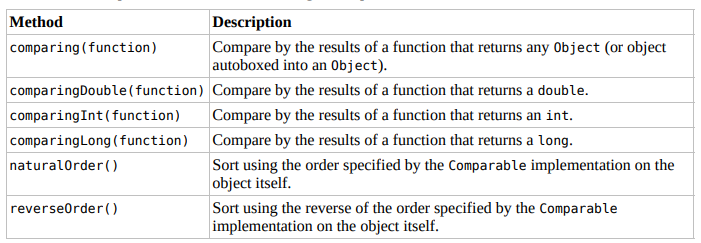 Method Description
comparing(function) Compare by the results of a function that returns any Object (or object
autoboxed into an Object).
comparingDouble(function) Compare by the results of a function that returns a double.
comparingInt(function) Compare by the results of a function that returns an int.
comparingLong(function) Compare by the results of a function that returns a long.
naturalOrder() Sort using the order specified by the Comparable implementation on the
object itself.
reverseOrder() Sort using the reverse of the order specified by the Comparable
implementation on the object itself.